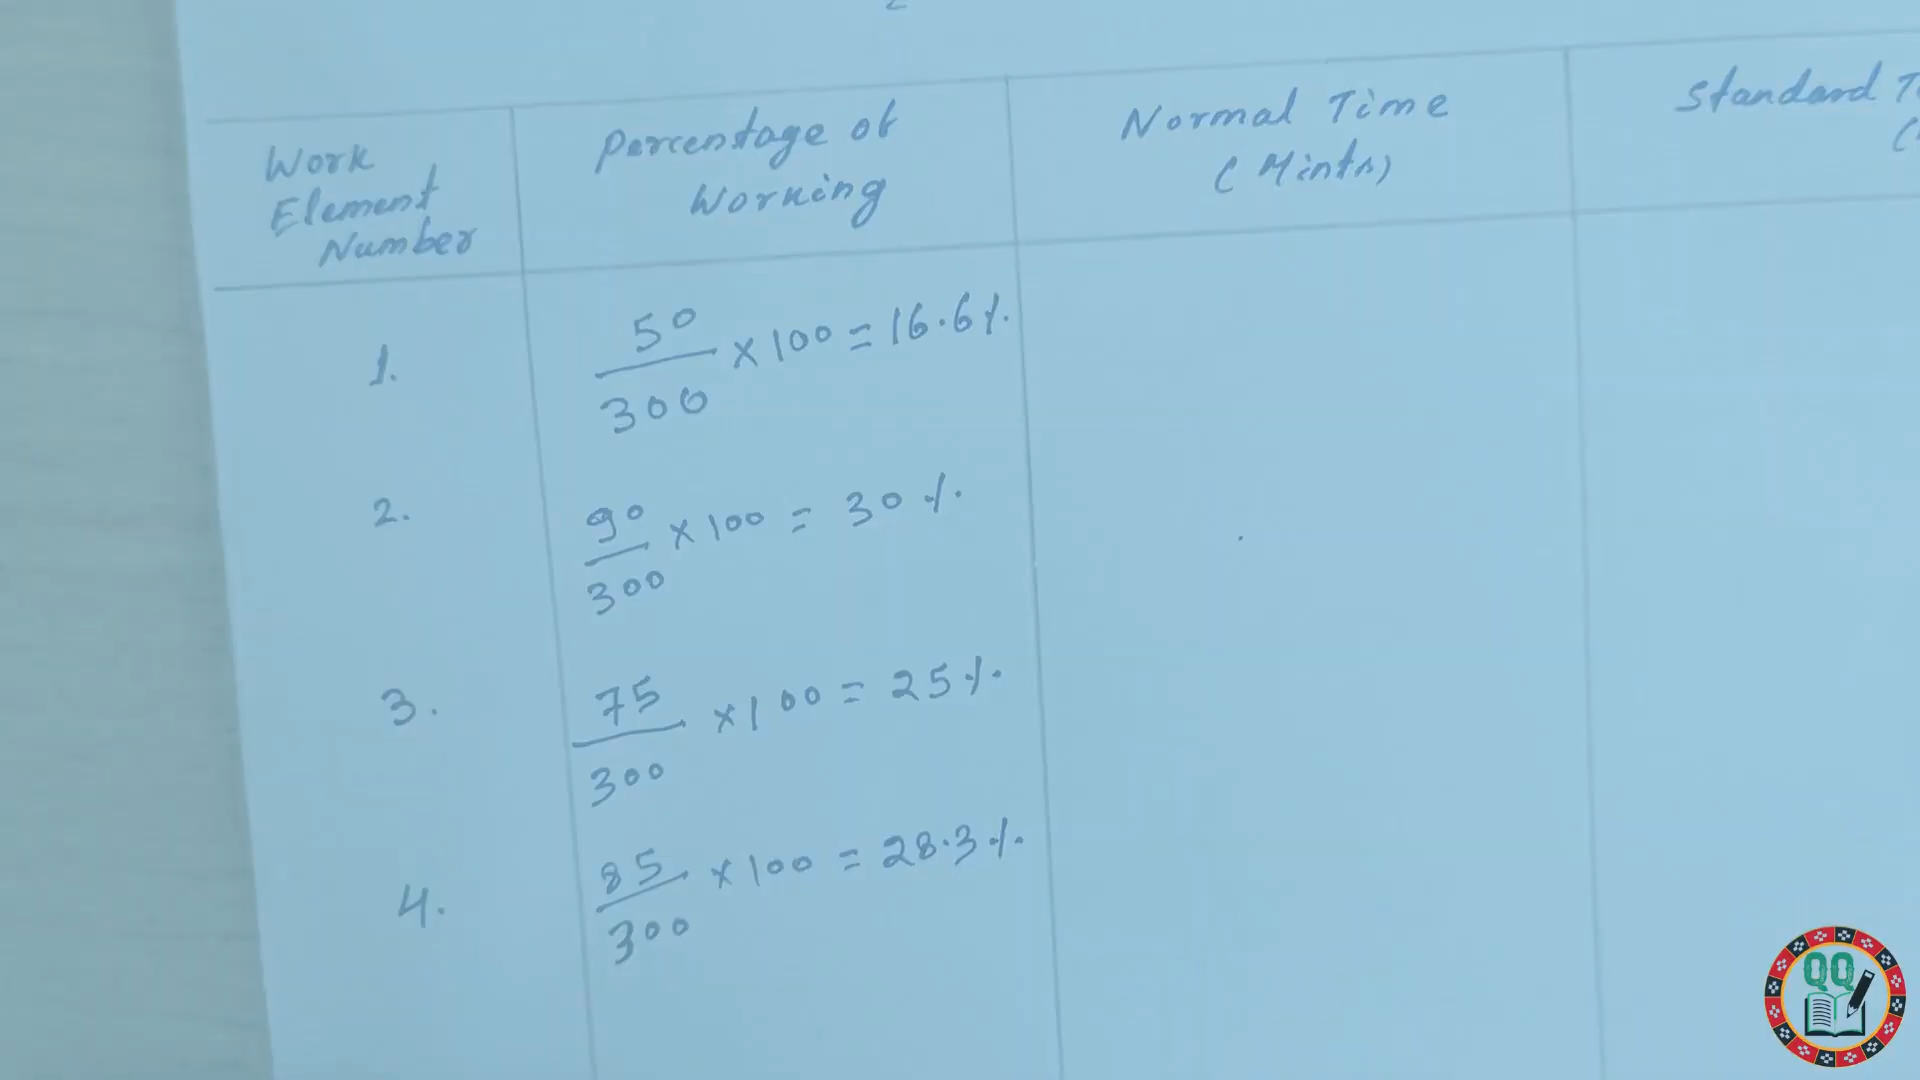 Work Element Number | Percentage of Working | Normal Time (Mints) | Standard
1. | 50/300 x 100 = 16.6%
2. | 90/300 x 100 = 30%
3. | 75/300 x 100 = 25%
4. | 85/300 x 100 = 28.3%
QQ